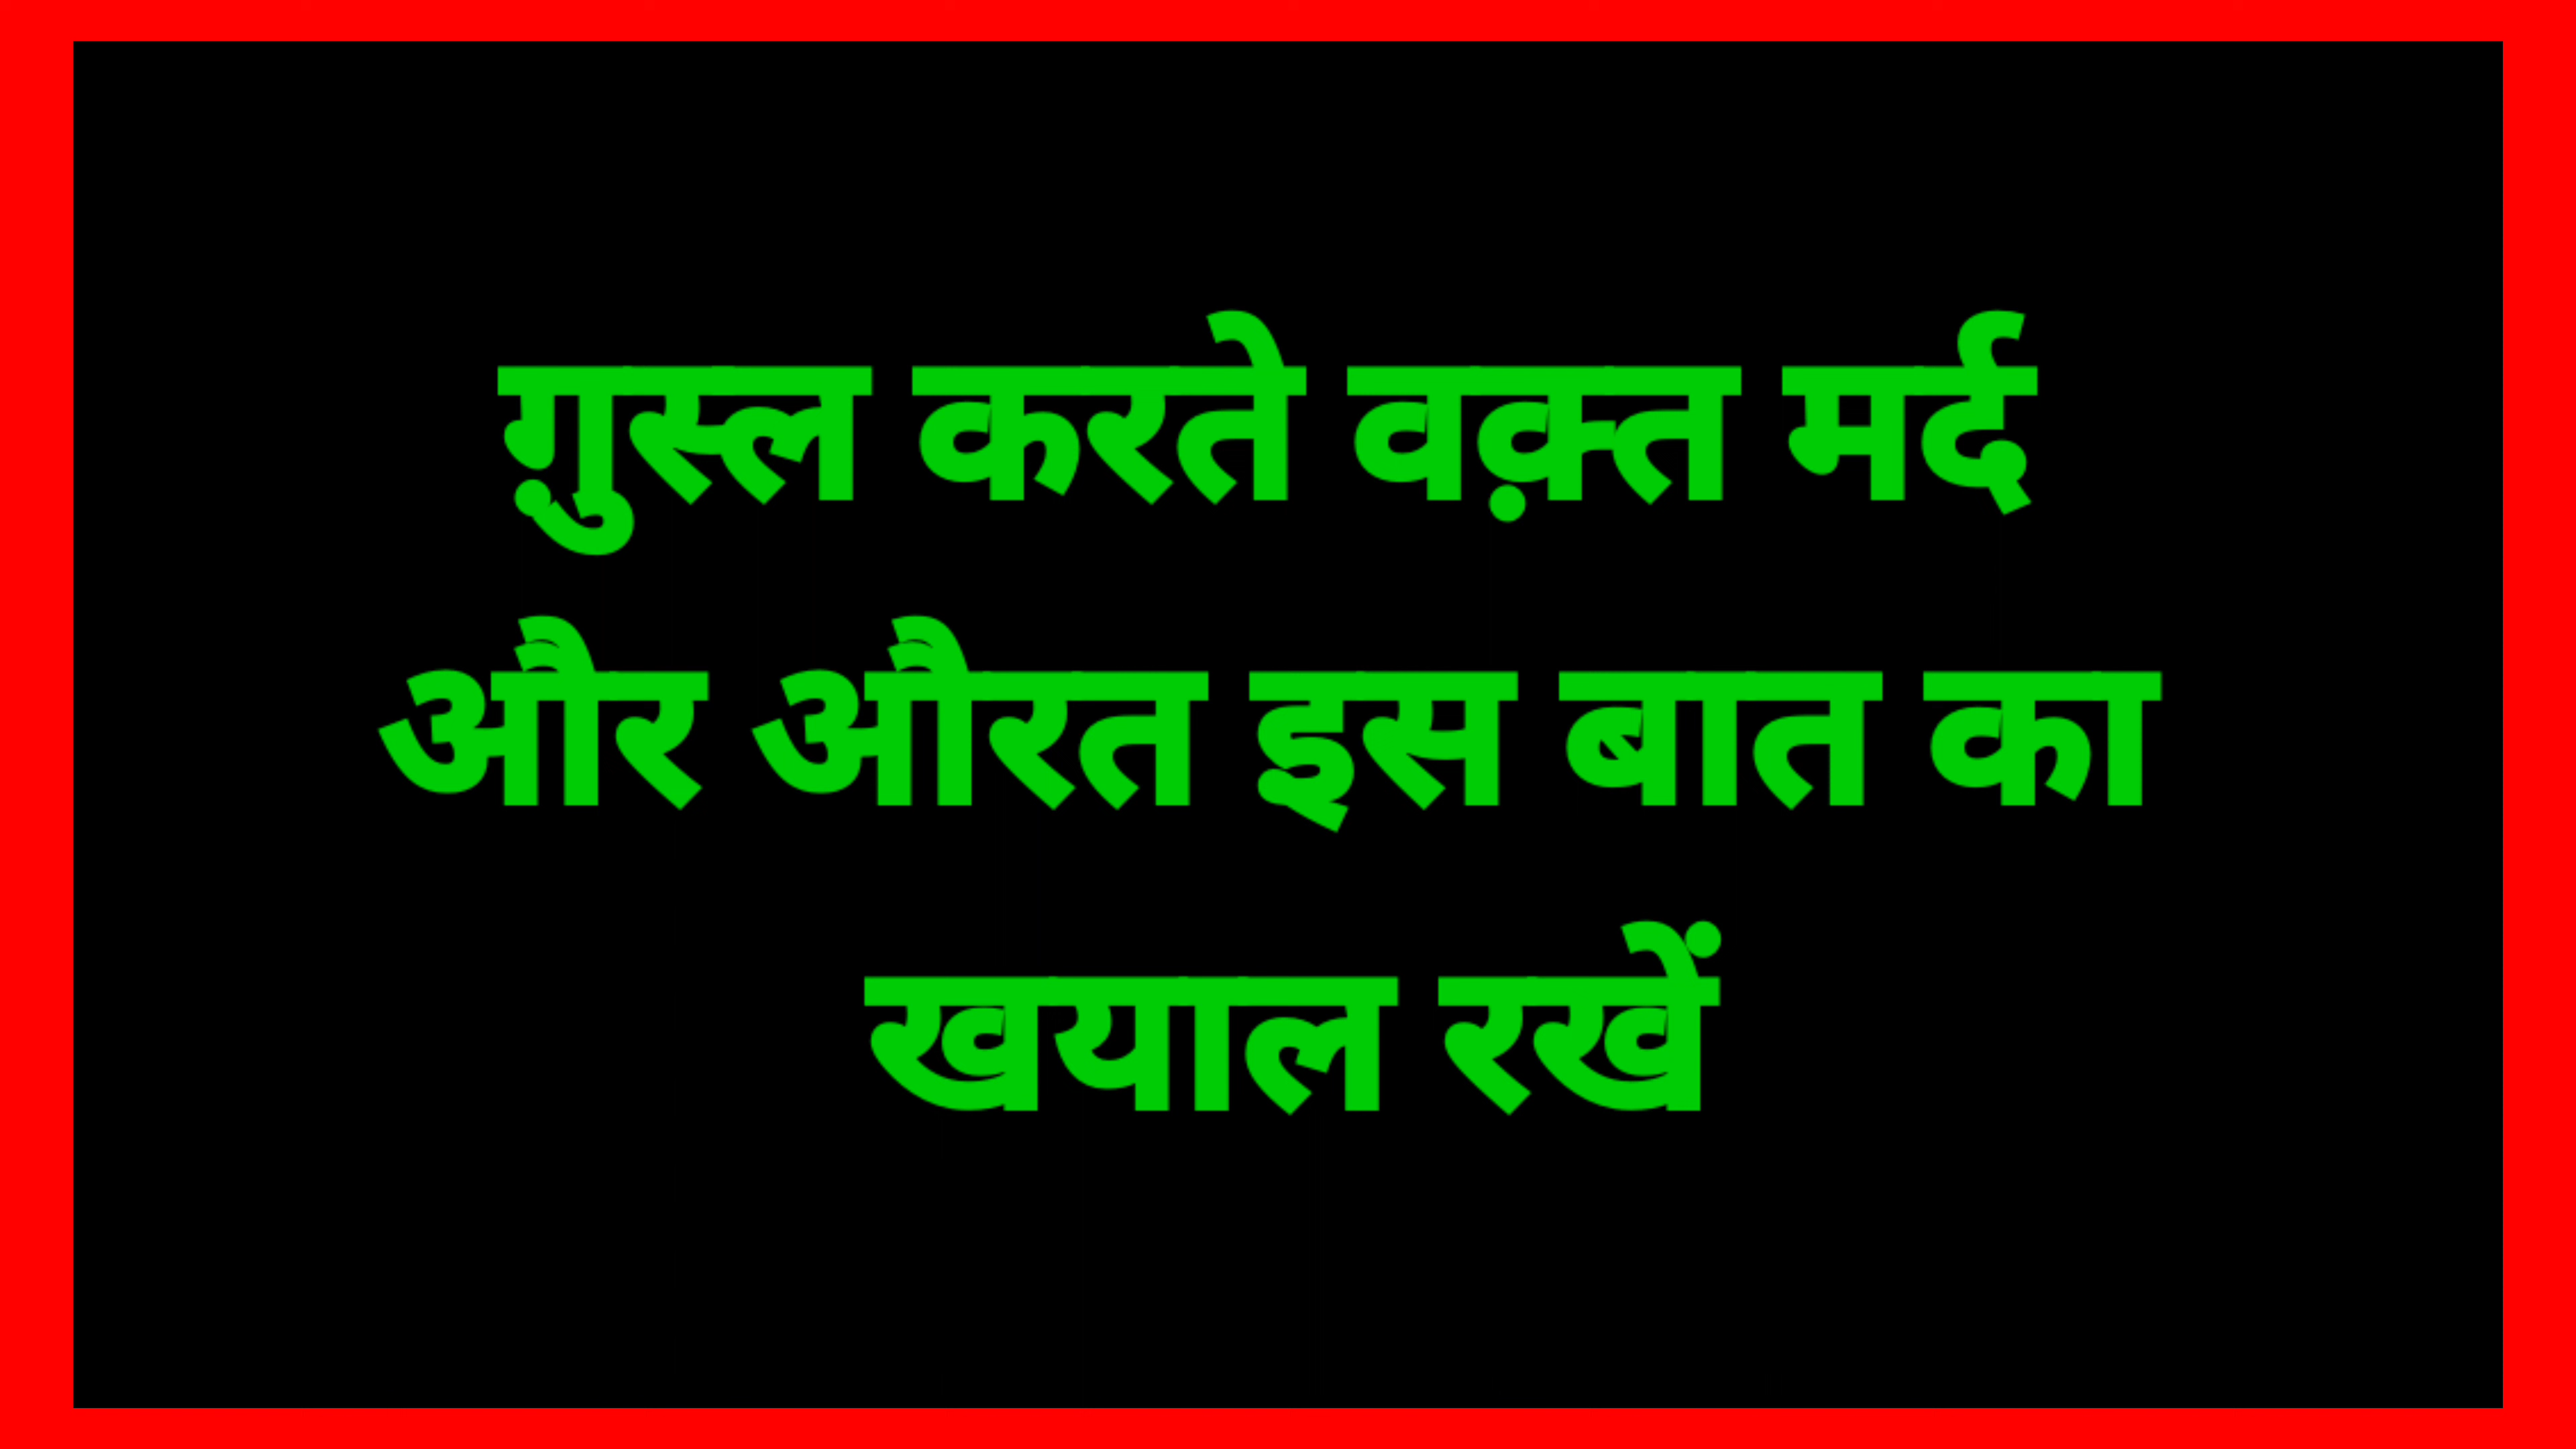 ग़ुस्ल करते वक़्त मर्द
और औरत इस बात का
खयाल रखें